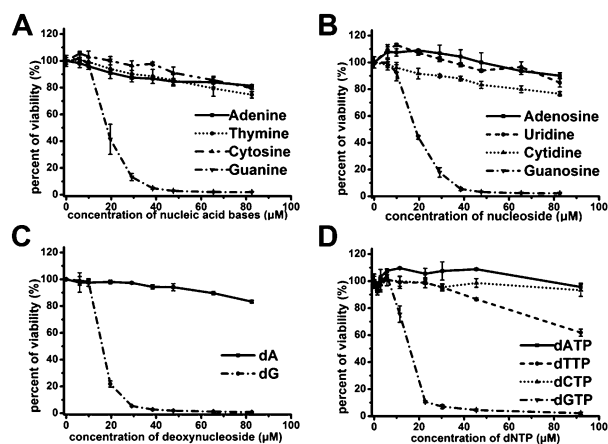 A
percent of viability (%)
120
100
80
60
40
20
0
Adenine
Thymine
Cytosine
Guanine
0 20 40 60 80 100
concentration of nucleic acid bases (µM)
B
percent of viability (%)
120
100
80
60
40
20
0
Adenosine
Uridine
Cytidine
Guanosine
0 20 40 60 80 100
concentration of nucleoside (µM)
C
percent of viability (%)
120
100
80
60
40
20
0
dA
dG
0 20 40 60 80 100
concentration of deoxynucleoside (µM)
D
percent of viability (%)
120
100
80
60
40
20
0
dATP
dTTP
dCTP
dGTP
0 20 40 60 80 100
concentration of dNTP (µM)